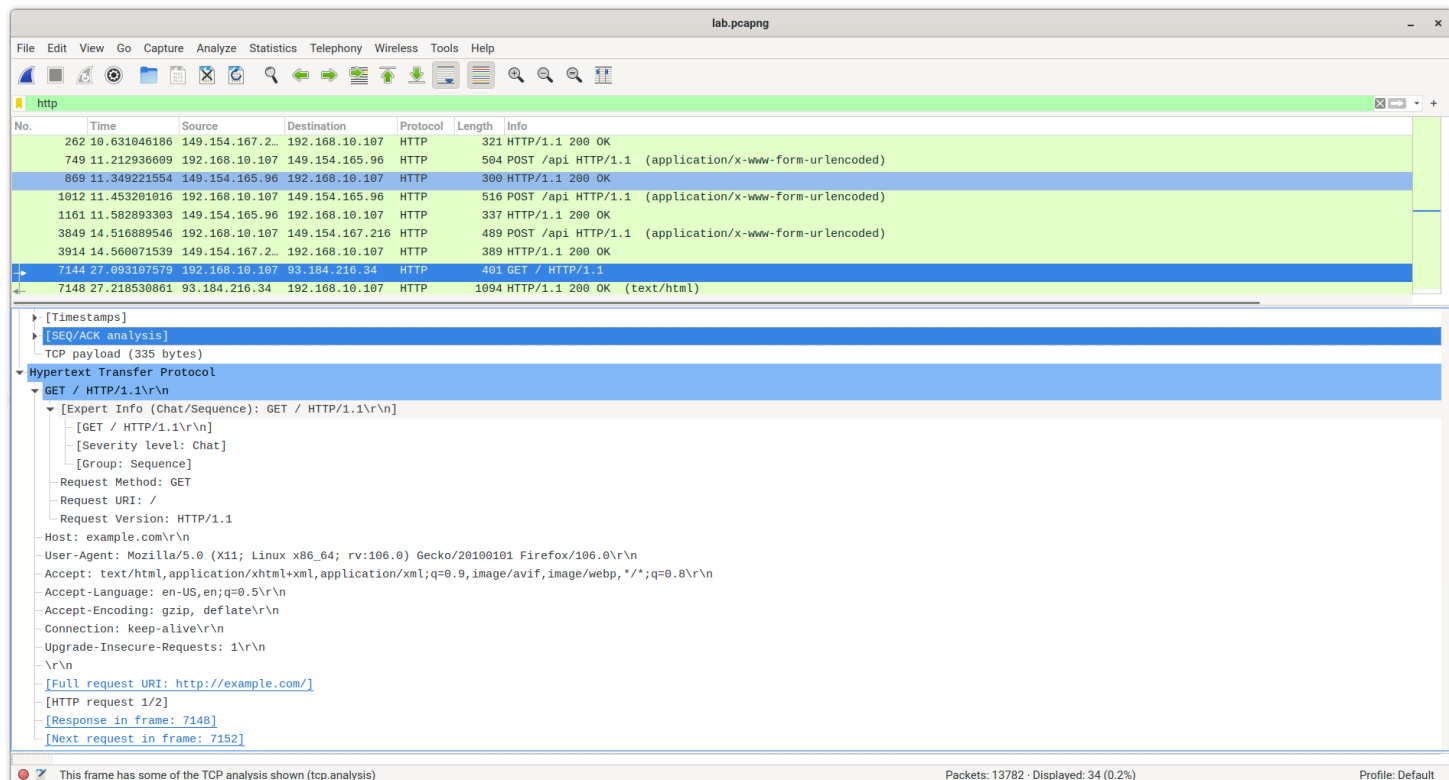 lab.pcapng
File Edit View Go Capture Analyze Statistics Telephony Wireless Tools Help
http
No. Time Source Destination Protocol Length Info
262 10.631046186 149.154.167.2… 192.168.10.107 HTTP 321 HTTP/1.1 200 OK
749 11.212936609 192.168.10.107 149.154.165.96 HTTP 504 POST /api HTTP/1.1 (application/x-www-form-urlencoded)
869 11.349221554 149.154.165.96 192.168.10.107 HTTP 300 HTTP/1.1 200 OK
1012 11.453201016 192.168.10.107 149.154.165.96 HTTP 516 POST /api HTTP/1.1 (application/x-www-form-urlencoded)
1161 11.582893303 149.154.165.96 192.168.10.107 HTTP 337 HTTP/1.1 200 OK
3849 14.516889546 192.168.10.107 149.154.167.216 HTTP 489 POST /api HTTP/1.1 (application/x-www-form-urlencoded)
3914 14.560071539 149.154.167.2… 192.168.10.107 HTTP 389 HTTP/1.1 200 OK
7144 27.093107579 192.168.10.107 93.184.216.34 HTTP 401 GET / HTTP/1.1
7148 27.218530861 93.184.216.34 192.168.10.107 HTTP 1094 HTTP/1.1 200 OK (text/html)
[Timestamps]
[SEQ/ACK analysis]
TCP payload (335 bytes)
Hypertext Transfer Protocol
GET / HTTP/1.1\r\n
[Expert Info (Chat/Sequence): GET / HTTP/1.1\r\n]
[GET / HTTP/1.1\r\n]
[Severity level: Chat]
[Group: Sequence]
Request Method: GET
Request URI: /
Request Version: HTTP/1.1
Host: example.com\r\n
User-Agent: Mozilla/5.0 (X11; Linux x86_64; rv:106.0) Gecko/20100101 Firefox/106.0\r\n
Accept: text/html,application/xhtml+xml,application/xml;q=0.9,image/avif,image/webp,*/*;q=0.8\r\n
Accept-Language: en-US,en;q=0.5\r\n
Accept-Encoding: gzip, deflate\r\n
Connection: keep-alive\r\n
Upgrade-Insecure-Requests: 1\r\n
\r\n
[Full request URI: http://example.com/]
[HTTP request 1/2]
[Response in frame: 7148]
[Next request in frame: 7152]
This frame has some of the TCP analysis shown (tcp.analysis) Packets: 13782 · Displayed: 34 (0.2%) Profile: Default